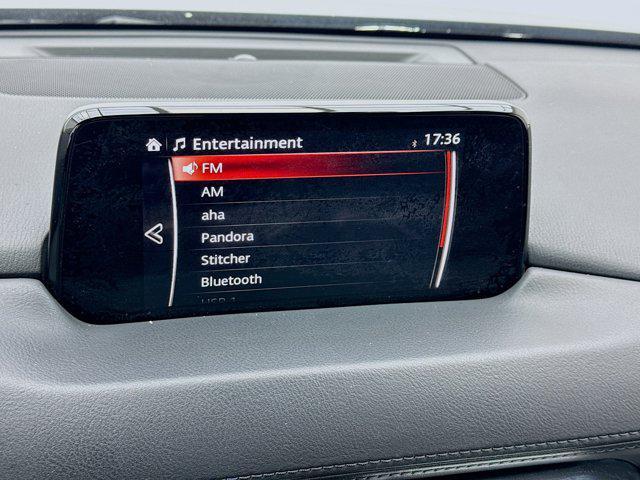 Entertainment 17:36
FM
AM
aha
Pandora
Stitcher
Bluetooth